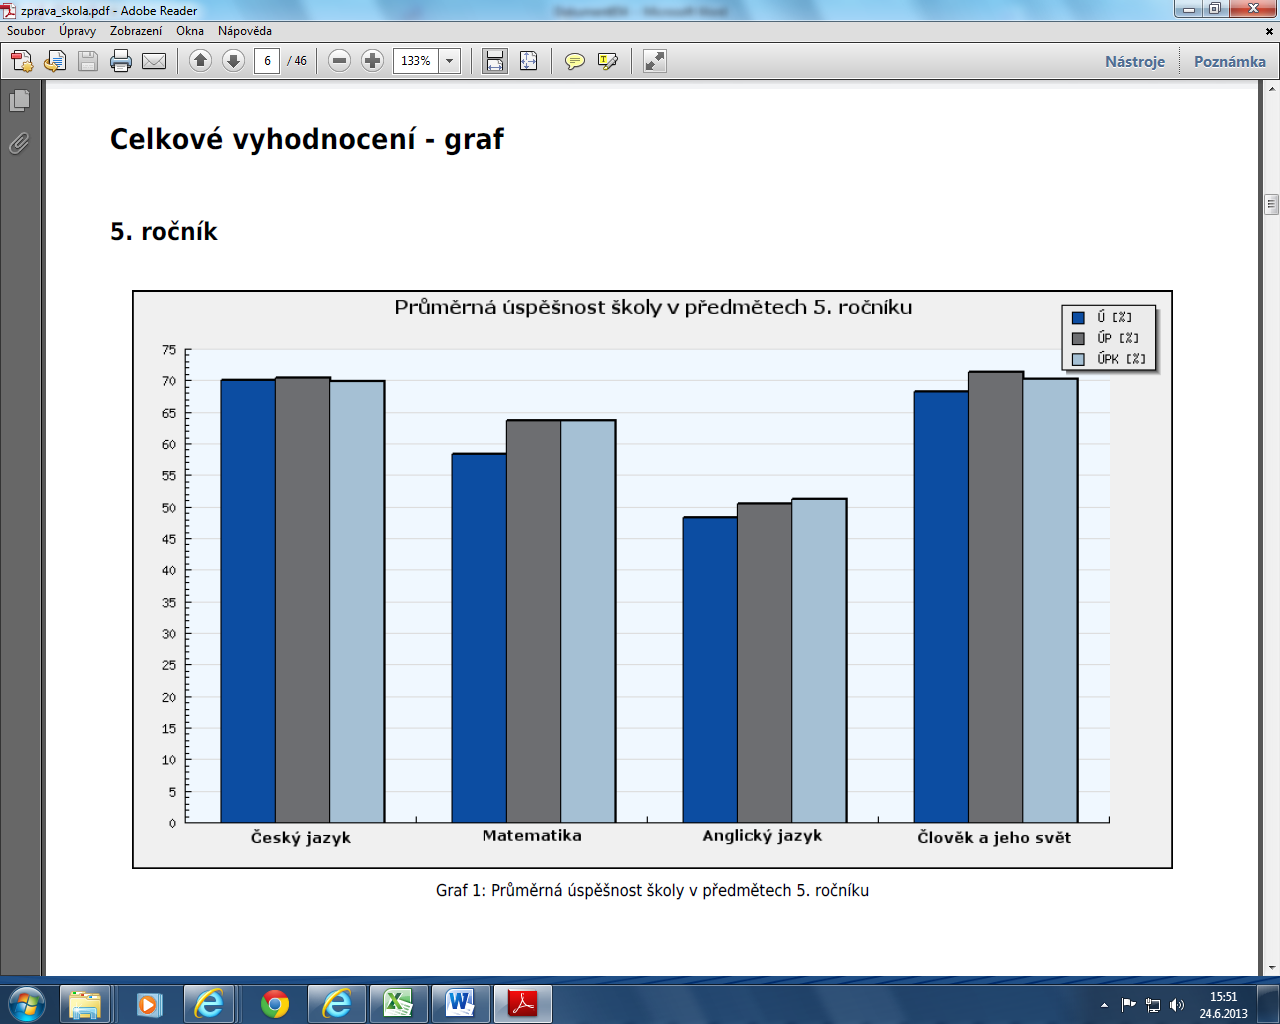 zprava_skola.pdf - Adobe Reader
Soubor Úpravy Zobrazení Okna Nápověda
6 / 46 133% Nástroje Poznámka
Celkové vyhodnocení - graf
5. ročník
Průměrná úspěšnost školy v předmětech 5. ročníku
Ú [%]
ÚP [%]
ÚPK [%]
75
70
65
60
55
50
45
40
35
30
25
20
15
10
5
0
Český jazyk Matematika Anglický jazyk Člověk a jeho svět
Graf 1: Průměrná úspěšnost školy v předmětech 5. ročníku
15:51
24.6.2013